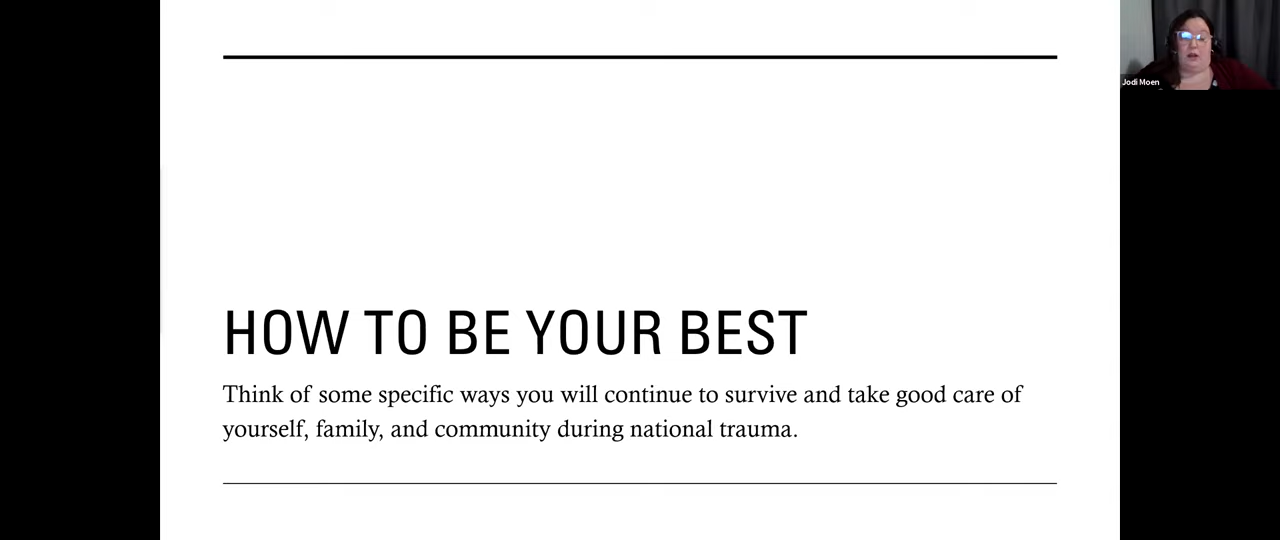 Jodi Moen
HOW TO BE YOUR BEST
Think of some specific ways you will continue to survive and take good care of
yourself, family, and community during national trauma.